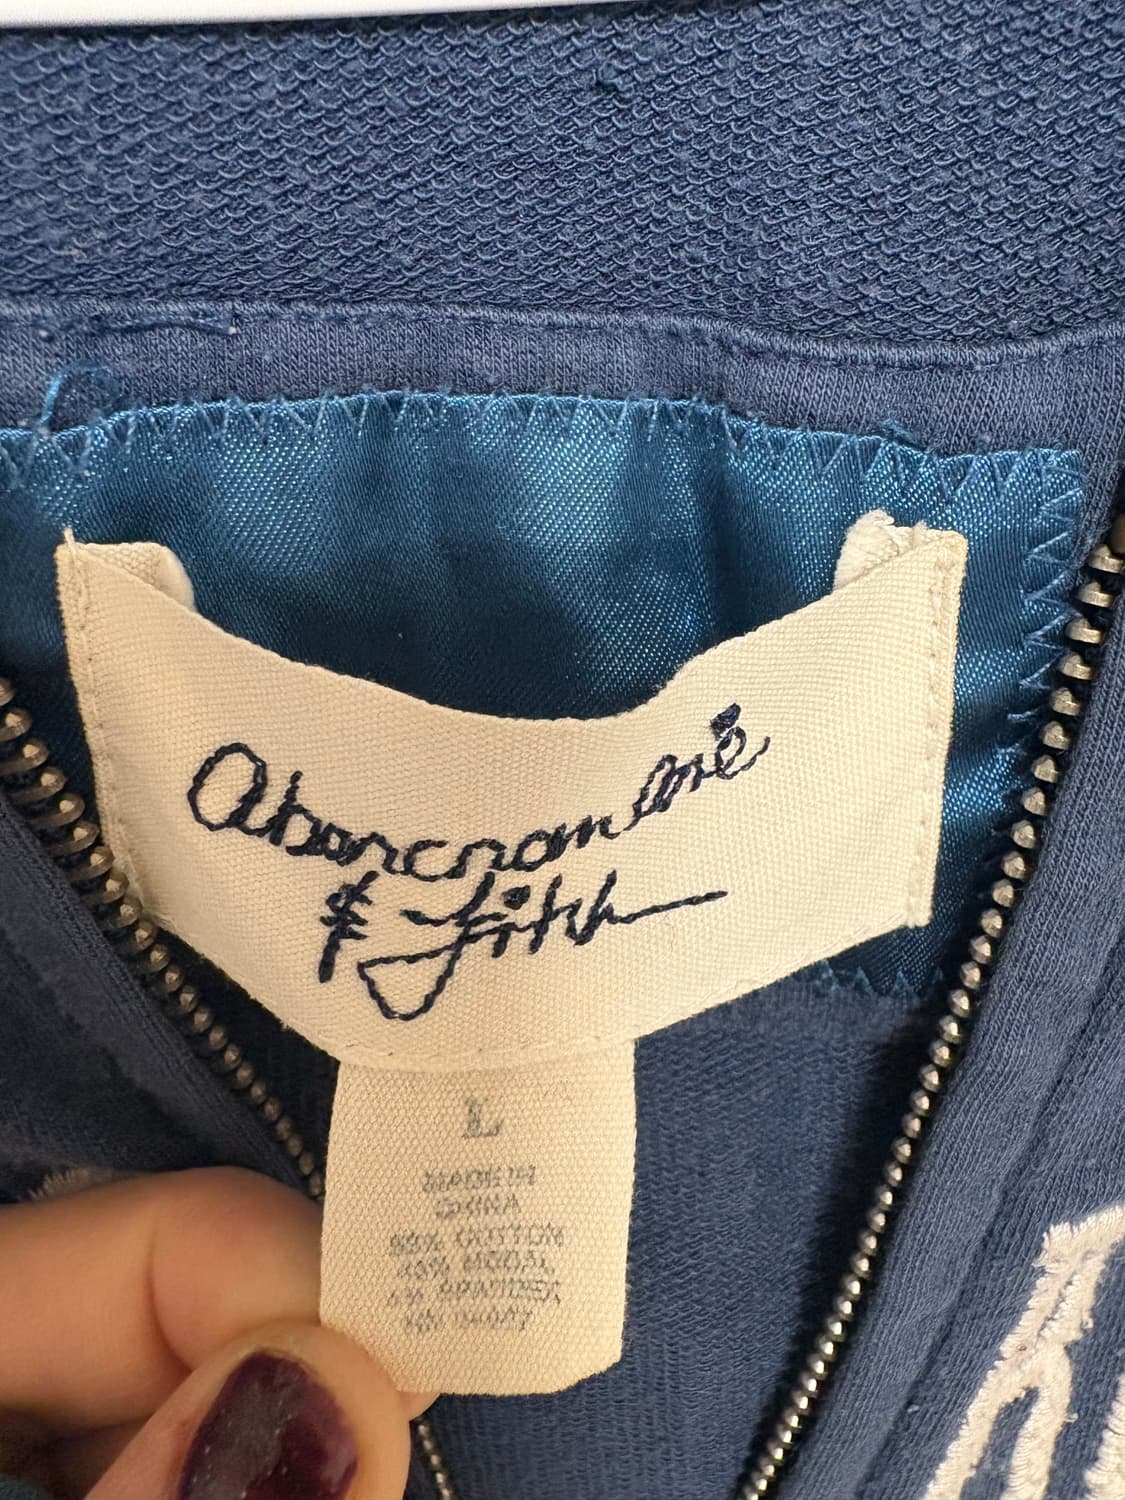 Abercrombie
& Fitch
L
MADE IN
CHINA
COTTON
MODAL
SPANDEX